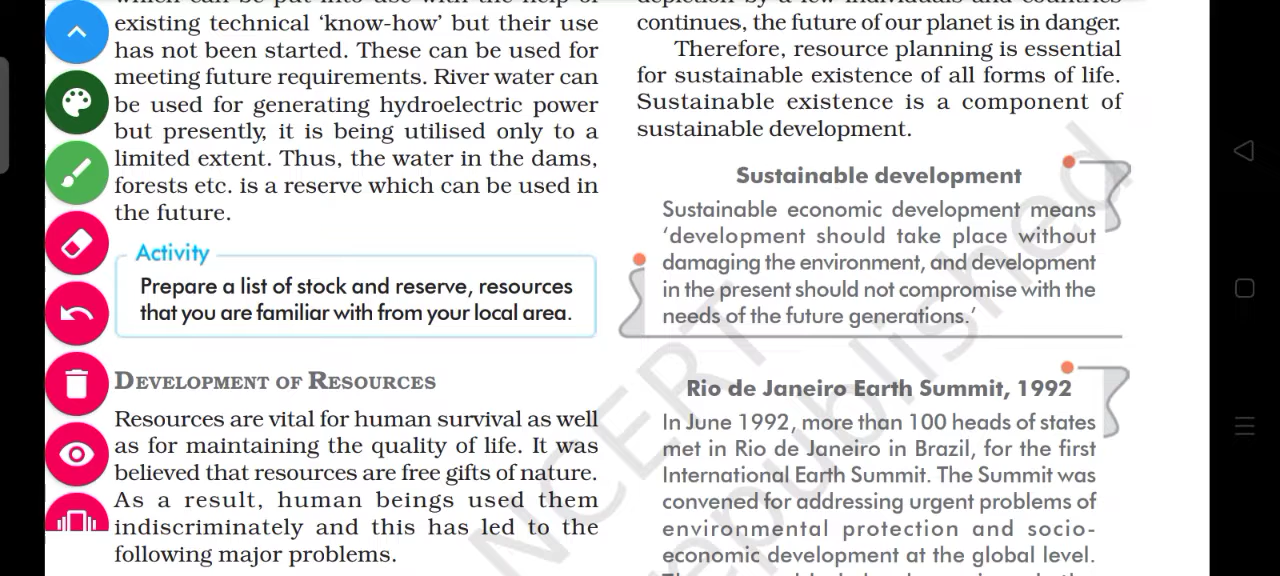 existing technical ‘know-how’ but their use
has not been started. These can be used for
meeting future requirements. River water can
be used for generating hydroelectric power
but presently, it is being utilised only to a
limited extent. Thus, the water in the dams,
forests etc. is a reserve which can be used in
the future.
Activity
Prepare a list of stock and reserve, resources
that you are familiar with from your local area.
DEVELOPMENT OF RESOURCES
Resources are vital for human survival as well
as for maintaining the quality of life. It was
believed that resources are free gifts of nature.
As a result, human beings used them
indiscriminately and this has led to the
following major problems.
continues, the future of our planet is in danger.
Therefore, resource planning is essential
for sustainable existence of all forms of life.
Sustainable existence is a component of
sustainable development.
Sustainable development
Sustainable economic development means
‘development should take place without
damaging the environment, and development
in the present should not compromise with the
needs of the future generations.’
Rio de Janeiro Earth Summit, 1992
In June 1992, more than 100 heads of states
met in Rio de Janeiro in Brazil, for the first
International Earth Summit. The Summit was
convened for addressing urgent problems of
environmental protection and socio-
economic development at the global level.
NCERT
republished